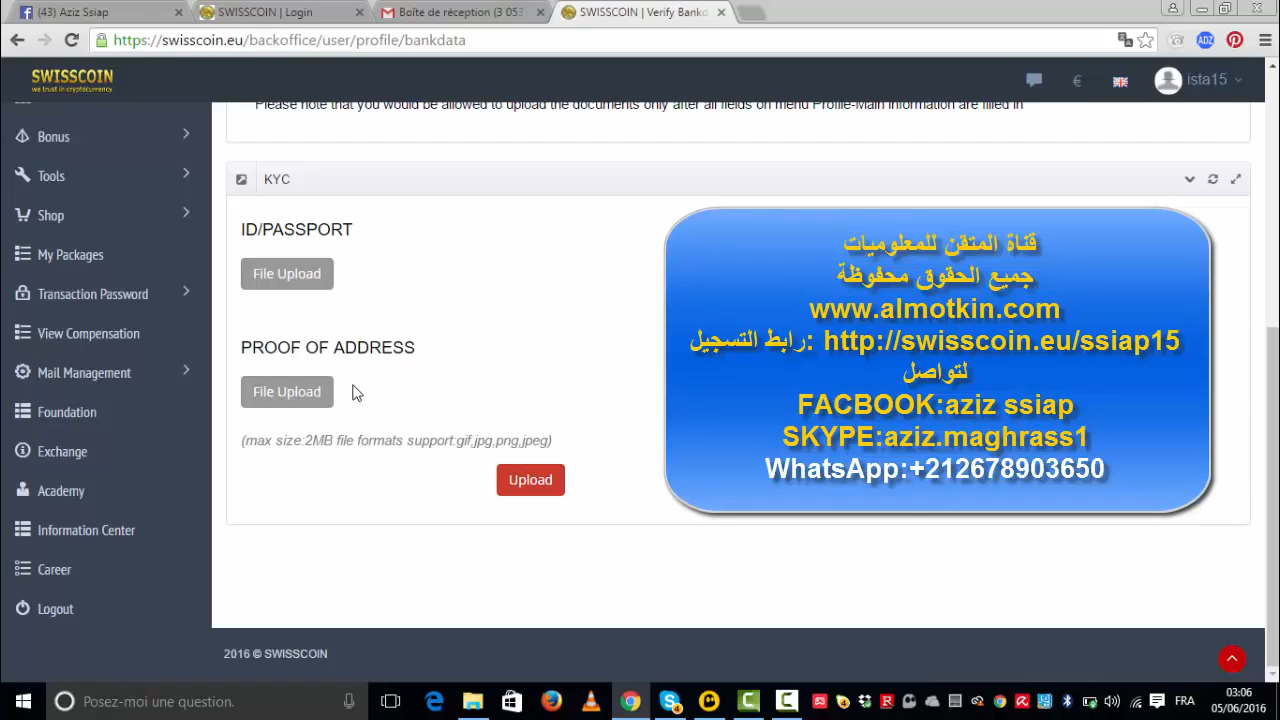 (43) Aziz Ssiap
SWISSCOIN | Login
Boîte de réception (3 053
SWISSCOIN | Verify Bankd
https://swisscoin.eu/backoffice/user/profile/bankdata
SWISSCOIN
we trust in cryptocurrency
ista15
Please note that you would be allowed to upload the documents only after all fields on menu Profile-Main information are filled in
Bonus
Tools
Shop
My Packages
Transaction Password
View Compensation
Mail Management
Foundation
Exchange
Academy
Information Center
Career
Logout
KYC
ID/PASSPORT
File Upload
PROOF OF ADDRESS
File Upload
(max size:2MB file formats support:gif,jpg,png,jpeg)
Upload
قناة المتقن للمعلوميات
جميع الحقوق محفوظة
www.almotkin.com
رابط التسجيل: http://swisscoin.eu/ssiap15
لتواصل
FACBOOK:aziz ssiap
SKYPE:aziz.maghrass1
WhatsApp:+212678903650
2016 © SWISSCOIN
Posez-moi une question.
FRA
03:06
05/06/2016